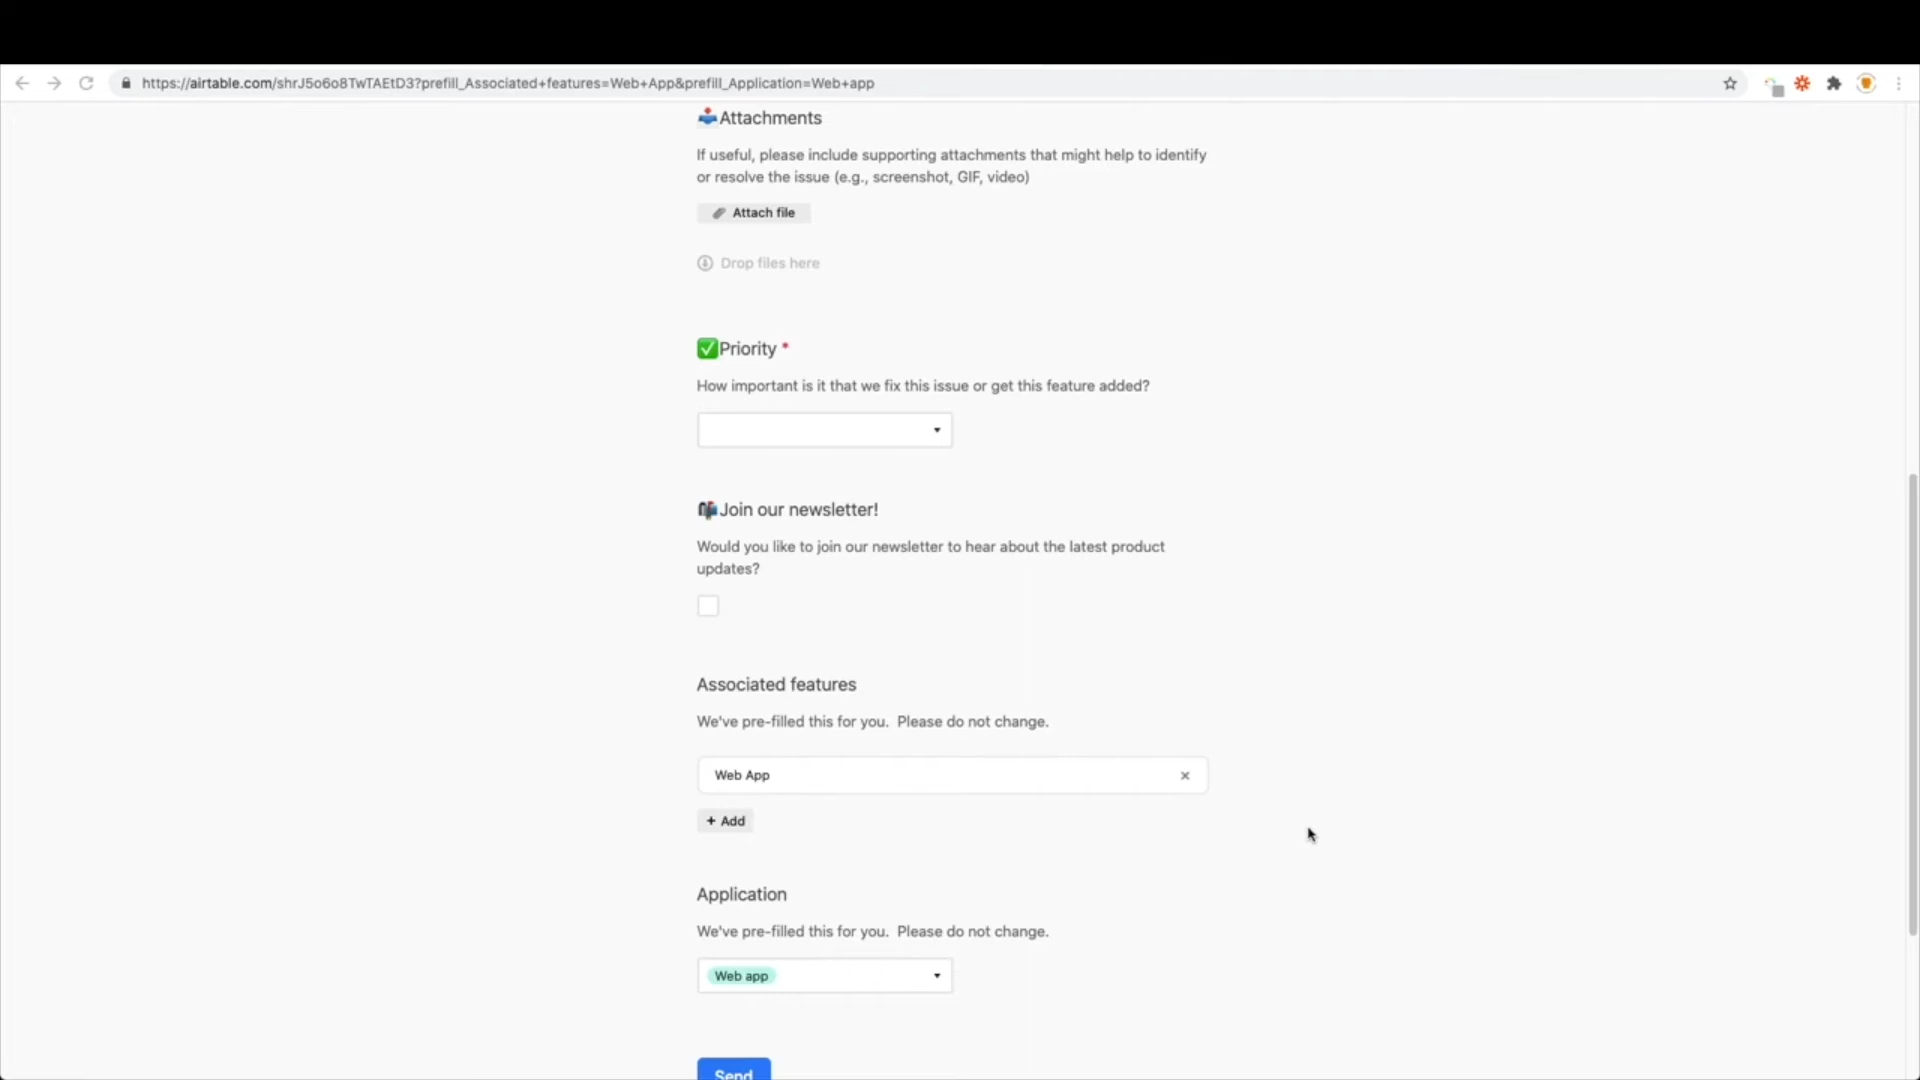 https://airtable.com/shrJ5o6o8TwTAEtD3?prefill_Associated+features=Web+App&prefill_Application=Web+app
Attachments
If useful, please include supporting attachments that might help to identify
or resolve the issue (e.g., screenshot, GIF, video)
Attach file
Drop files here
Priority *
How important is it that we fix this issue or get this feature added?
Join our newsletter!
Would you like to join our newsletter to hear about the latest product
updates?
Associated features
We've pre-filled this for you.  Please do not change.
Web App
+ Add
Application
We've pre-filled this for you.  Please do not change.
Web app
Send